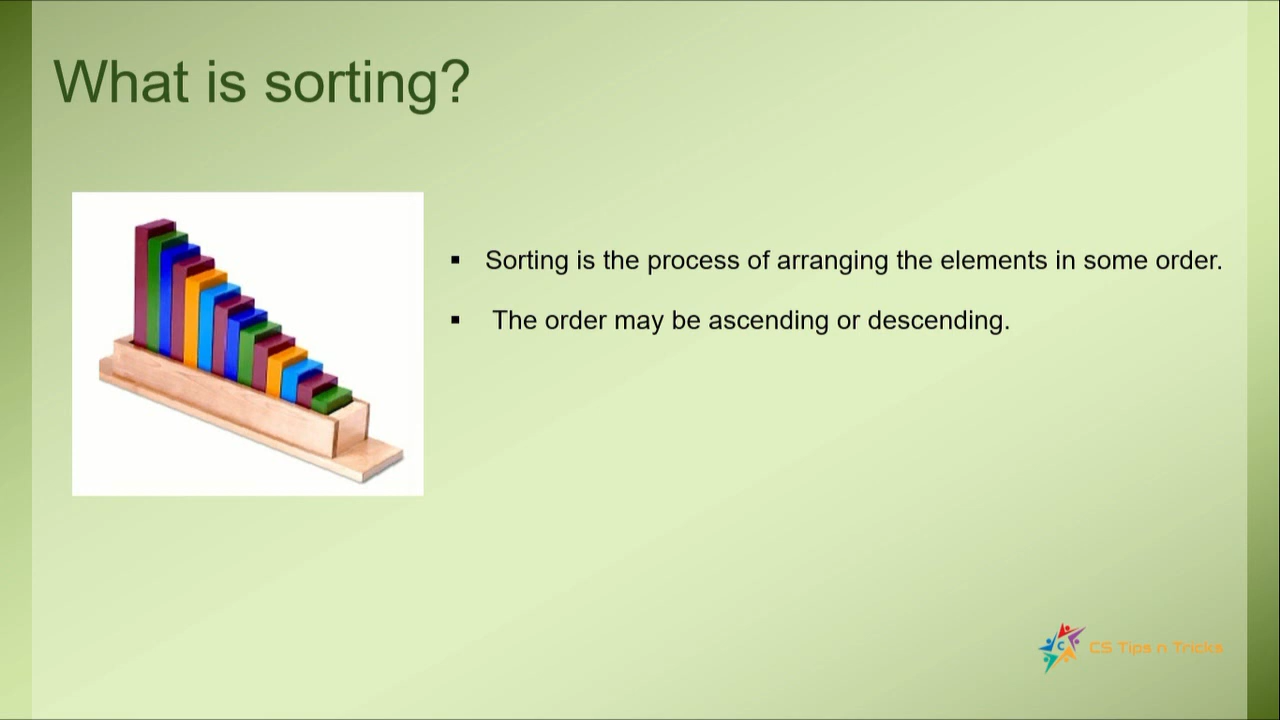 What is sorting?
▪ Sorting is the process of arranging the elements in some order.
▪ The order may be ascending or descending.
CS Tips n Tricks